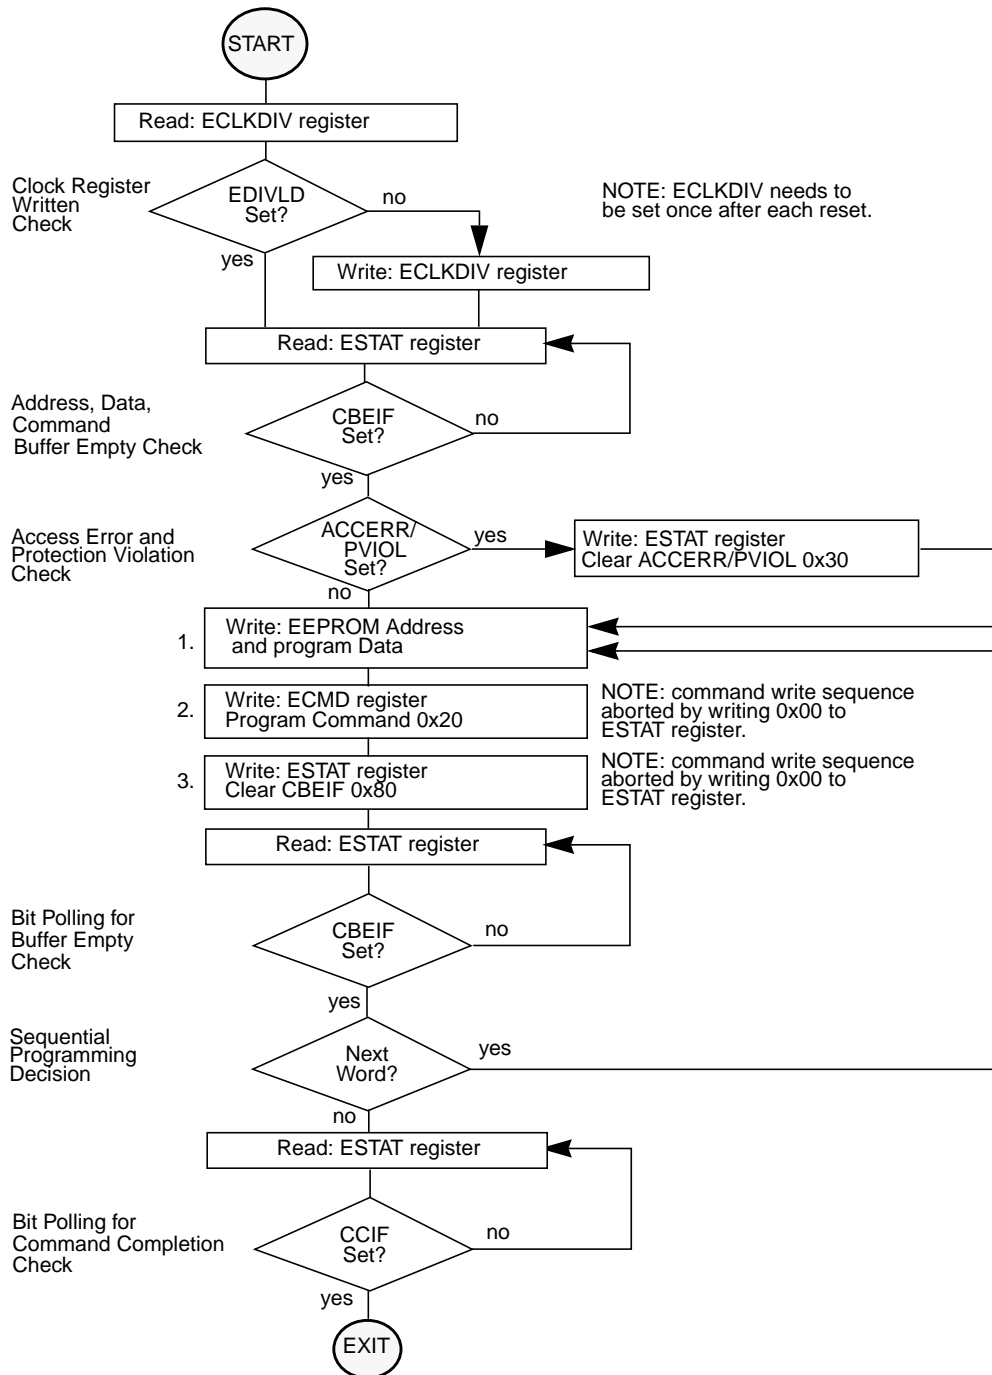 START
Read: ECLKDIV register
Clock Register
Written
Check
EDIVLD
Set?
no
yes
NOTE: ECLKDIV needs to
be set once after each reset.
Write: ECLKDIV register
Read: ESTAT register
Address, Data,
Command
Buffer Empty Check
CBEIF
Set?
no
yes
Access Error and
Protection Violation
Check
ACCERR/
PVIOL
Set?
yes
no
Write: ESTAT register
Clear ACCERR/PVIOL 0x30
1.
Write: EEPROM Address
and program Data
2.
Write: ECMD register
Program Command 0x20
NOTE: command write sequence
aborted by writing 0x00 to
ESTAT register.
3.
Write: ESTAT register
Clear CBEIF 0x80
NOTE: command write sequence
aborted by writing 0x00 to
ESTAT register.
Read: ESTAT register
Bit Polling for
Buffer Empty
Check
CBEIF
Set?
no
yes
Sequential
Programming
Decision
Next
Word?
yes
no
Read: ESTAT register
Bit Polling for
Command Completion
Check
CCIF
Set?
no
yes
EXIT